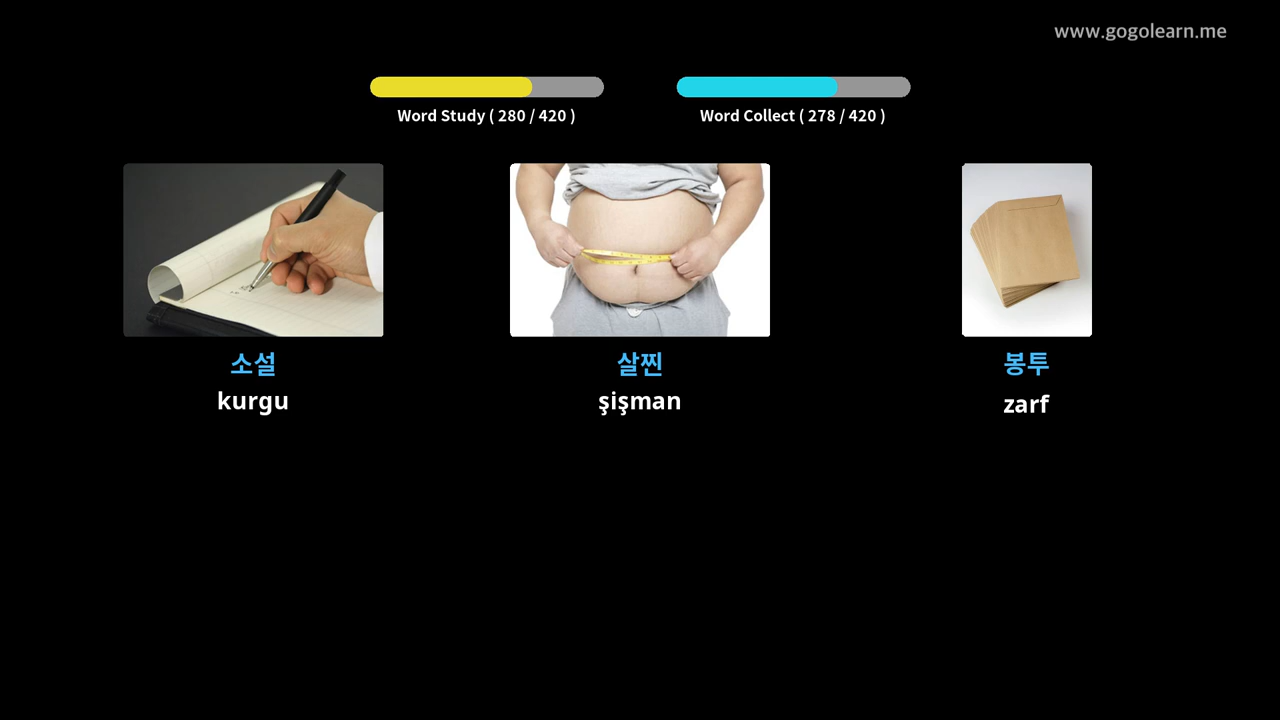 www.gogolearn.me
Word Study ( 280 / 420 )
Word Collect ( 278 / 420 )
소설
kurgu
살찐
şişman
봉투
zarf